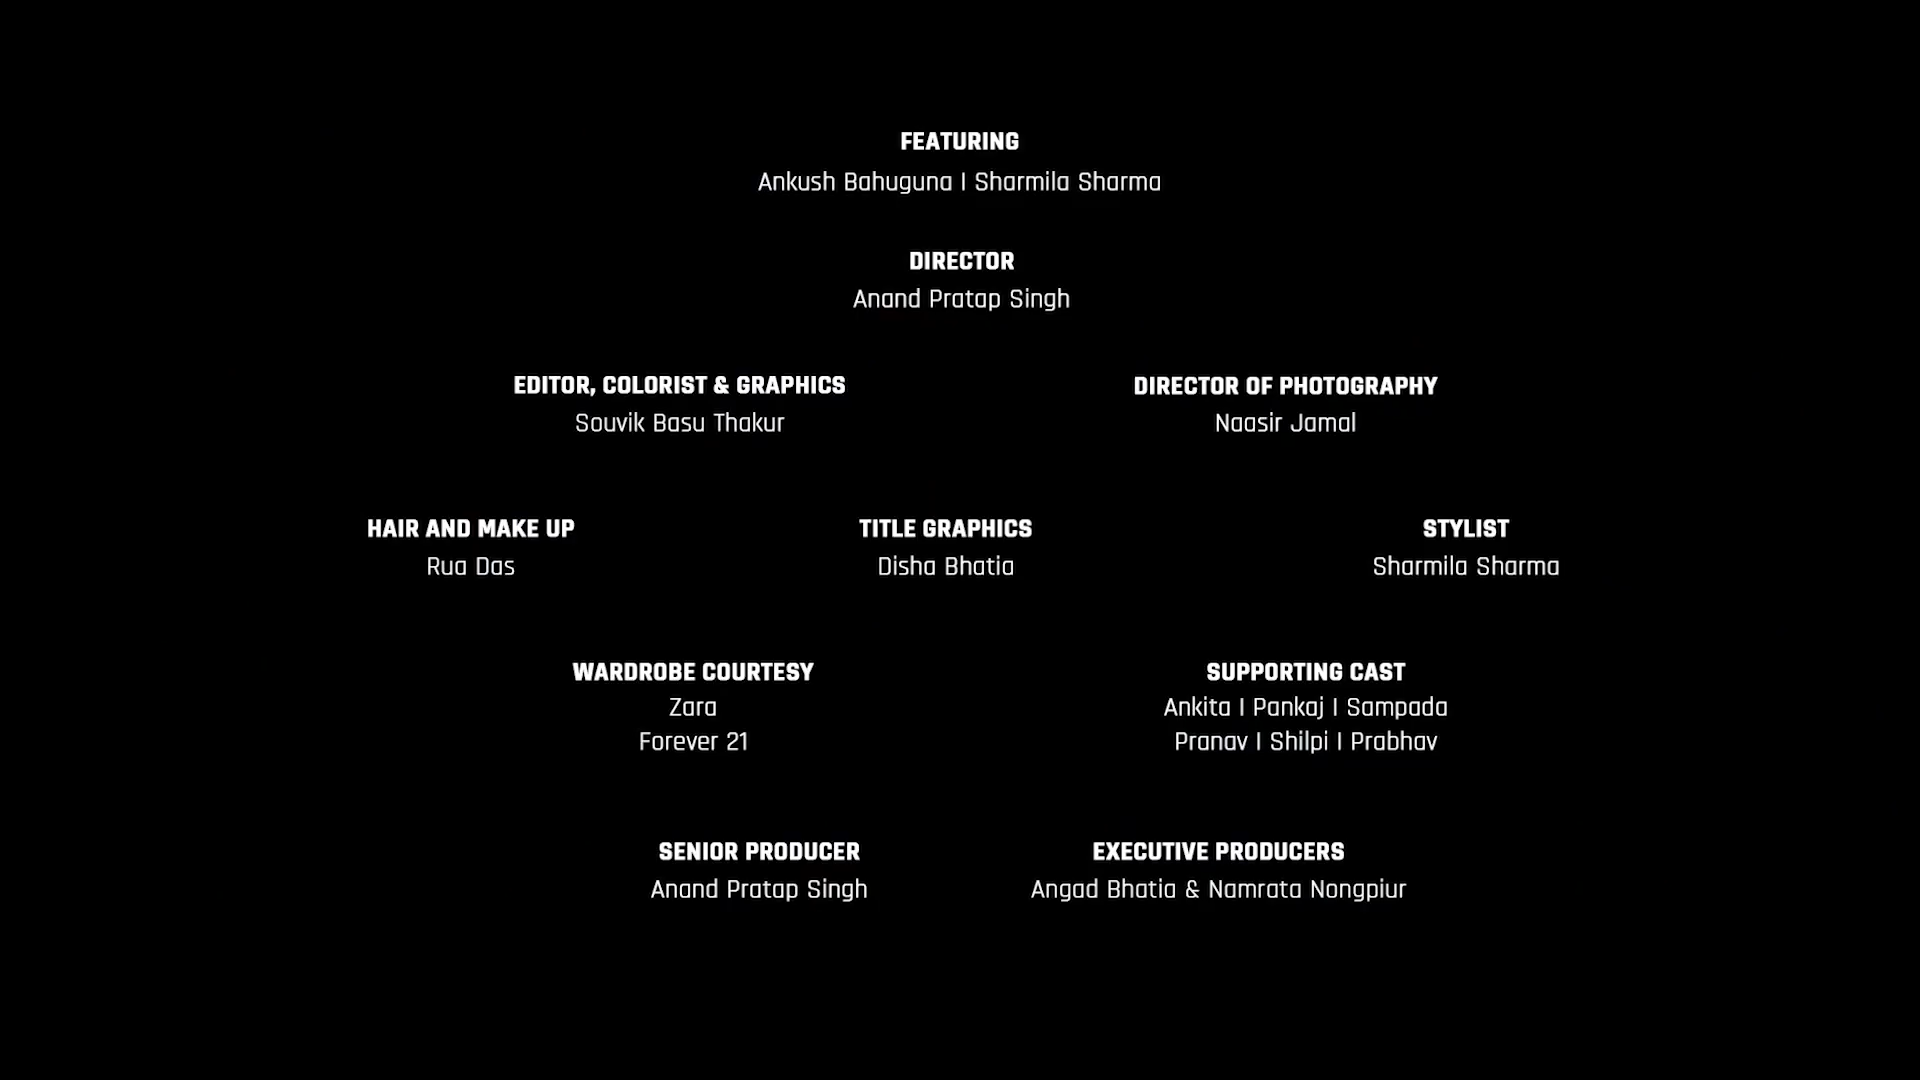 FEATURING
Ankush Bahuguna | Sharmila Sharma
DIRECTOR
Anand Pratap Singh
EDITOR, COLORIST & GRAPHICS
Souvik Basu Thakur
DIRECTOR OF PHOTOGRAPHY
Naasir Jamal
HAIR AND MAKE UP
Rua Das
TITLE GRAPHICS
Disha Bhatia
STYLIST
Sharmila Sharma
WARDROBE COURTESY
Zara
Forever 21
SUPPORTING CAST
Ankita | Pankaj | Sampada
Pranav | Shilpi | Prabhav
SENIOR PRODUCER
Anand Pratap Singh
EXECUTIVE PRODUCERS
Angad Bhatia & Namrata Nongpiur